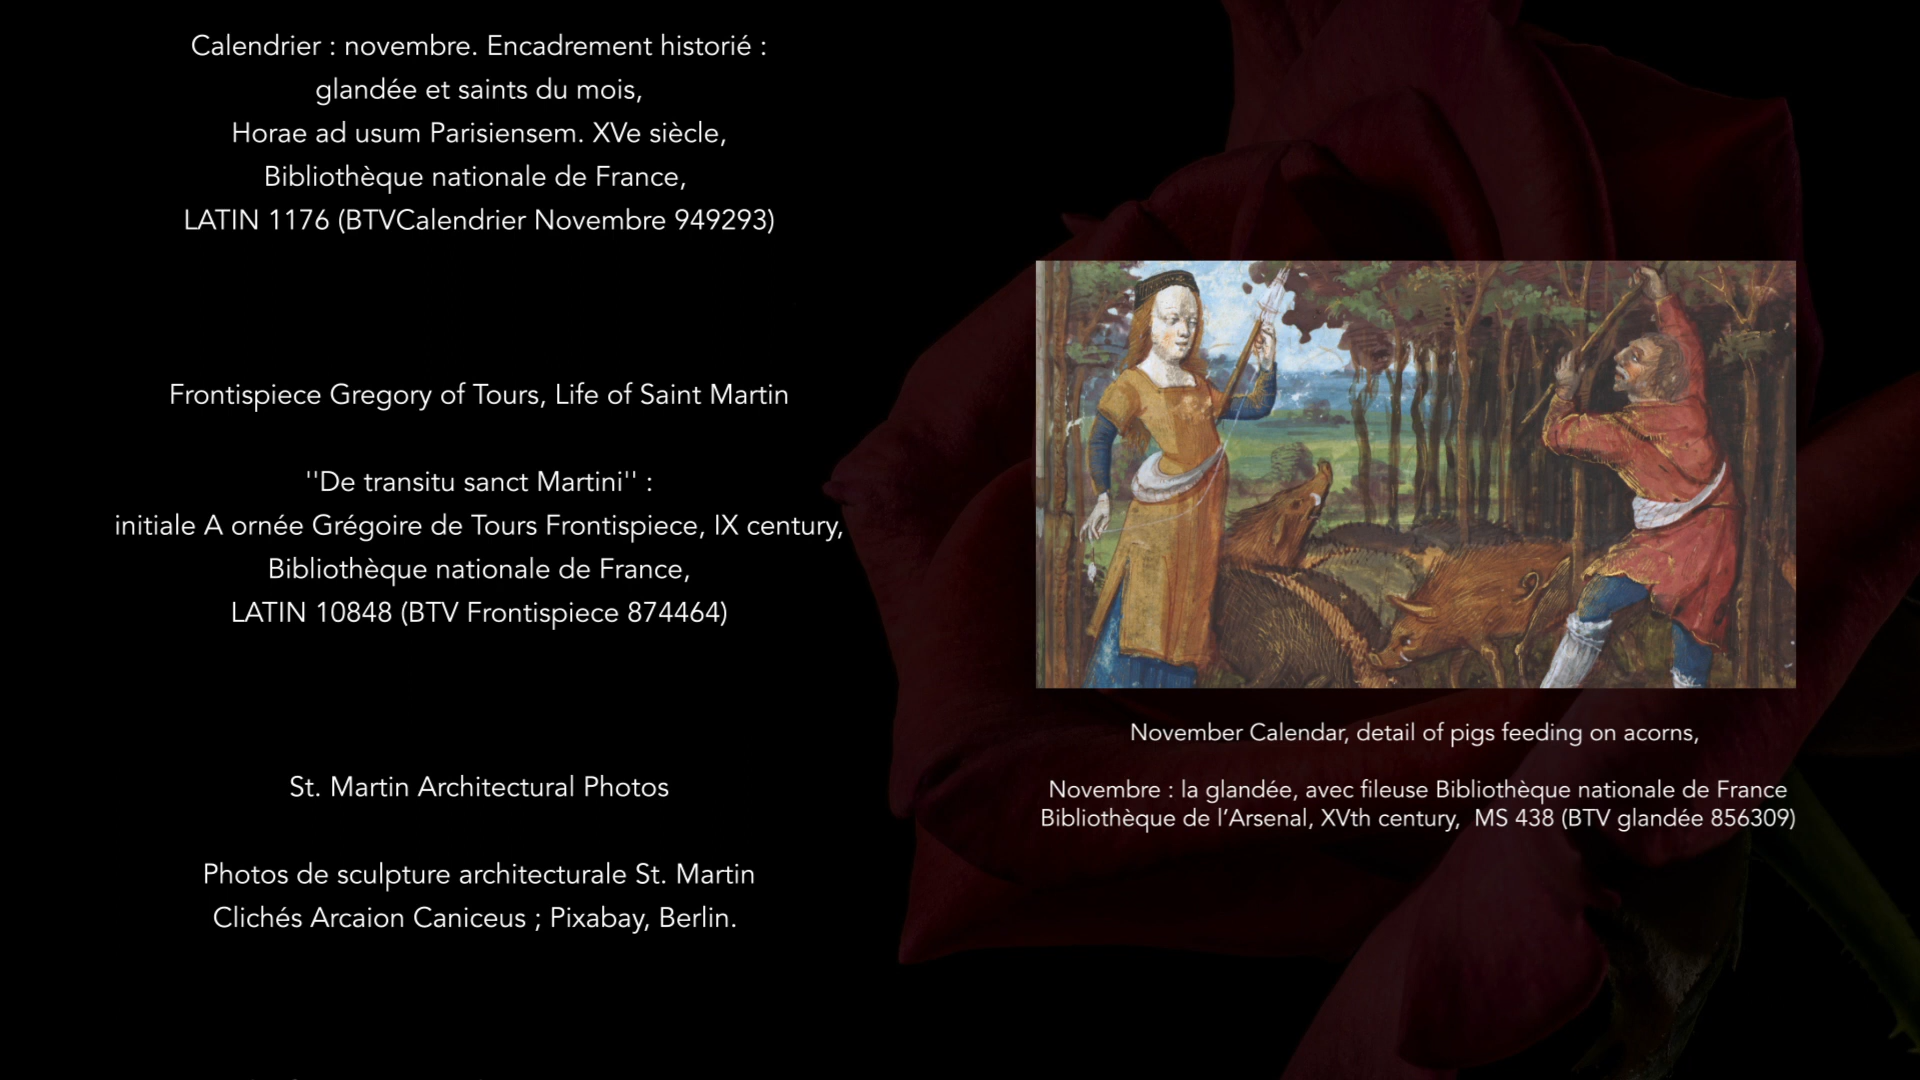 Calendrier : novembre. Encadrement historié :
glandée et saints du mois,
Horae ad usum Parisiensem. XVe siècle,
Bibliothèque nationale de France,
LATIN 1176 (BTVCalendrier Novembre 949293)
Frontispiece Gregory of Tours, Life of Saint Martin
''De transitu sanct Martini'' :
initiale A ornée Grégoire de Tours Frontispiece, IX century,
Bibliothèque nationale de France,
LATIN 10848 (BTV Frontispiece 874464)
St. Martin Architectural Photos
Photos de sculpture architecturale St. Martin
Clichés Arcaion Caniceus ; Pixabay, Berlin.
November Calendar, detail of pigs feeding on acorns,
Novembre : la glandée, avec fileuse Bibliothèque nationale de France
Bibliothèque de l’Arsenal, XVth century,  MS 438 (BTV glandée 856309)